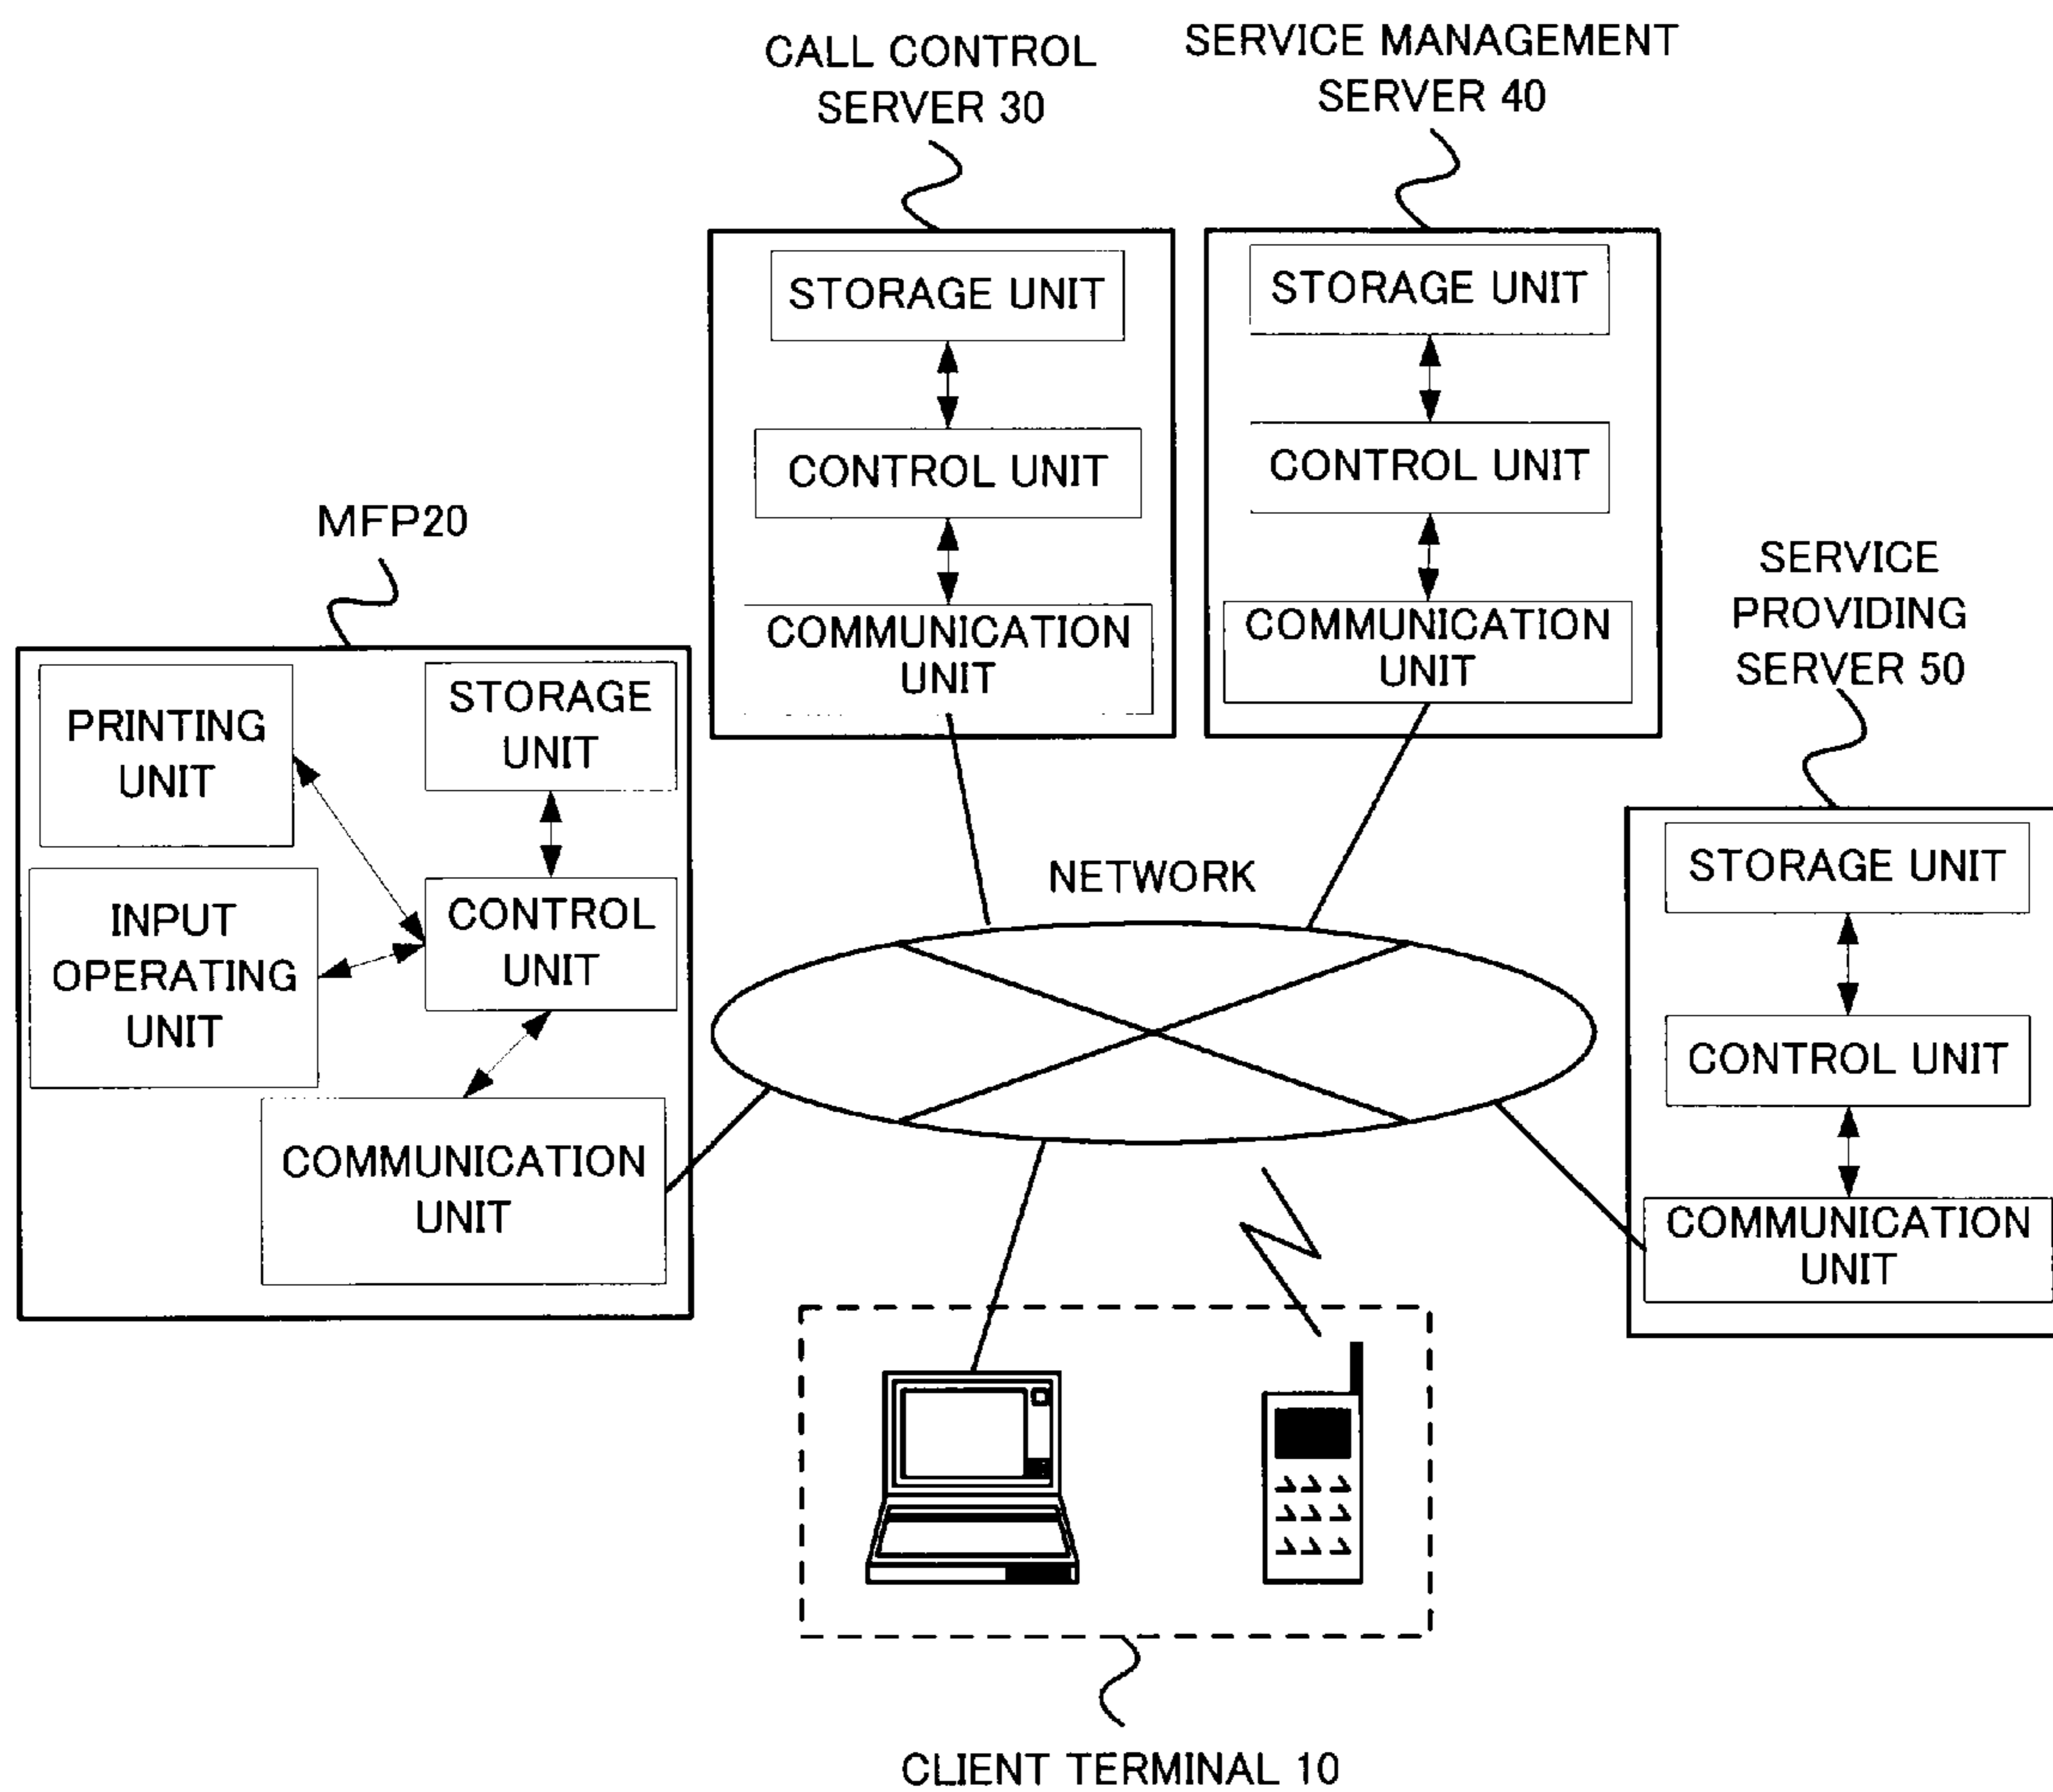 CALL CONTROL
SERVER 30
SERVICE MANAGEMENT
SERVER 40
STORAGE UNIT
CONTROL UNIT
COMMUNICATION
UNIT
STORAGE UNIT
CONTROL UNIT
COMMUNICATION
UNIT
MFP20
PRINTING
UNIT
STORAGE
UNIT
INPUT
OPERATING
UNIT
CONTROL
UNIT
COMMUNICATION
UNIT
NETWORK
SERVICE
PROVIDING
SERVER 50
STORAGE UNIT
CONTROL UNIT
COMMUNICATION
UNIT
CLIENT TERMINAL 10